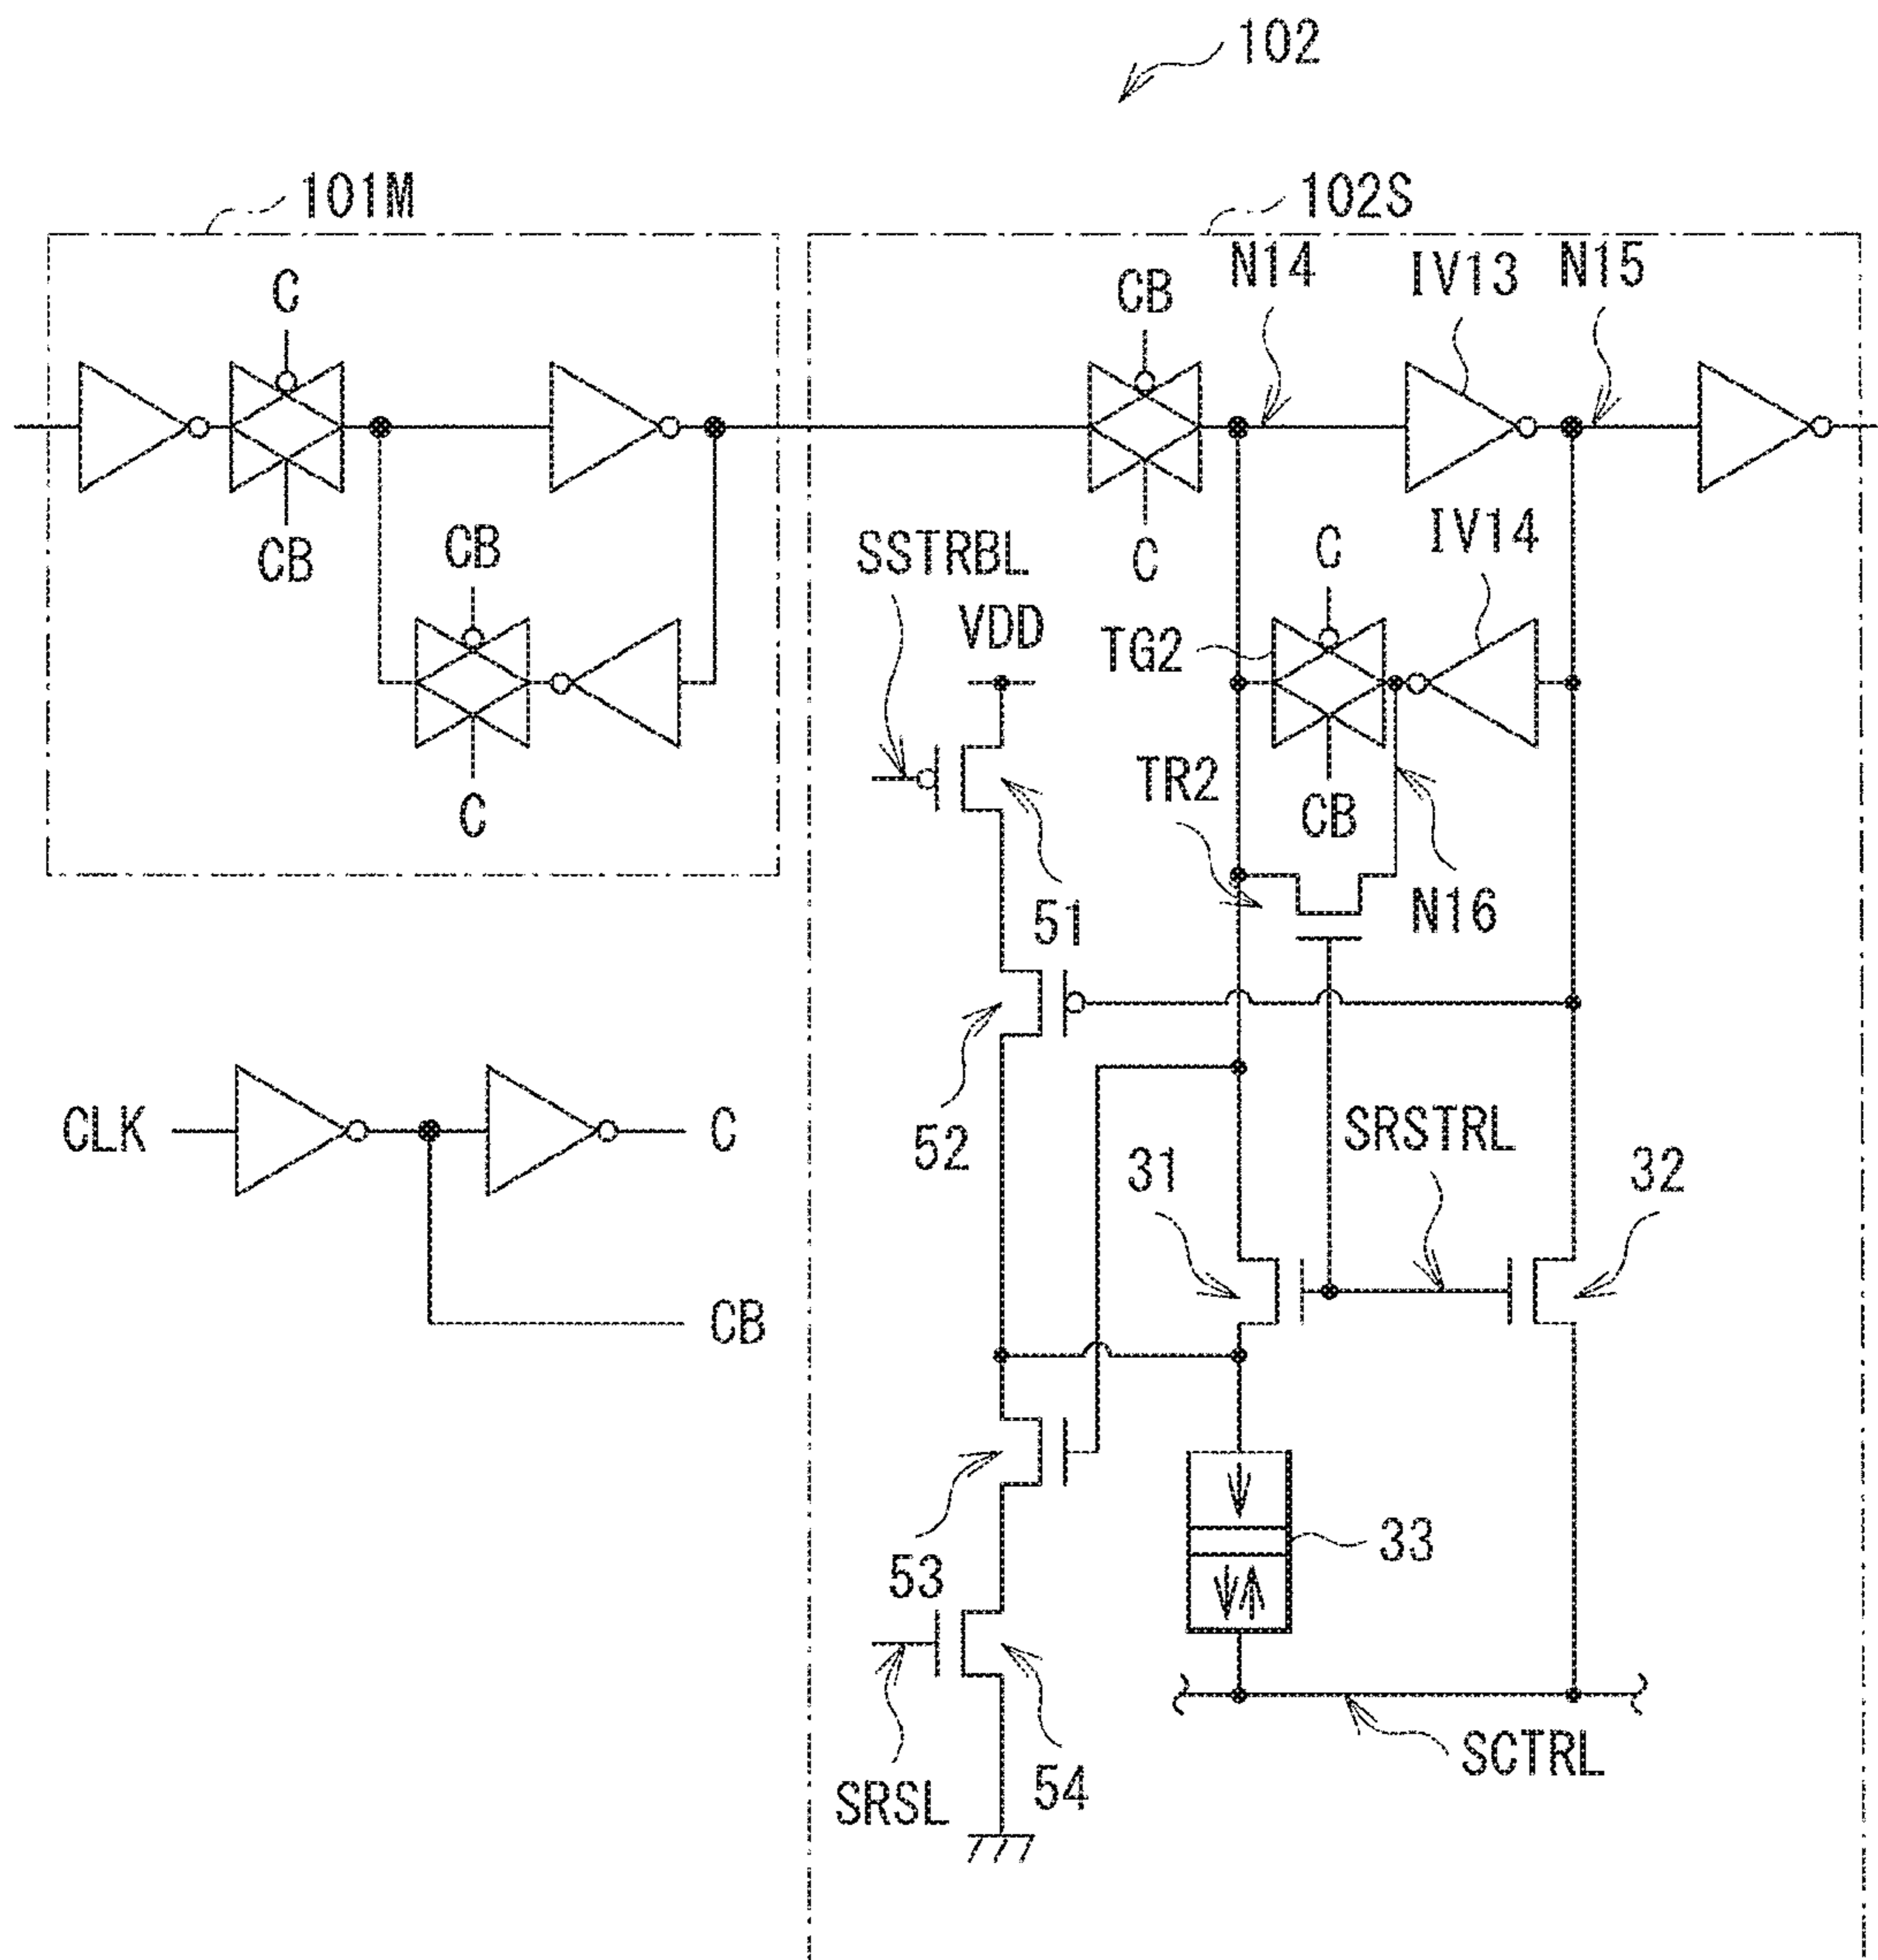 102
101M
102S
C
CB
N14
IV13
N15
CB
CB
C
C
IV14
SSTRBL
VDD
TG2
C
TR2
CB
N16
51
CLK
C
52
SRSTRL
31
32
CB
33
53
SCTRL
SRSL
54